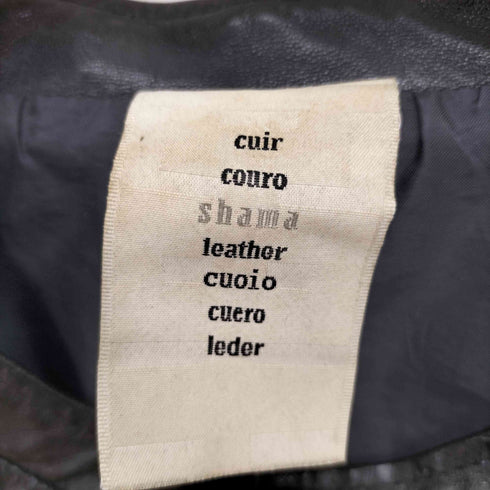 cuir
couro
shama
leather
cuoio
cuero
leder